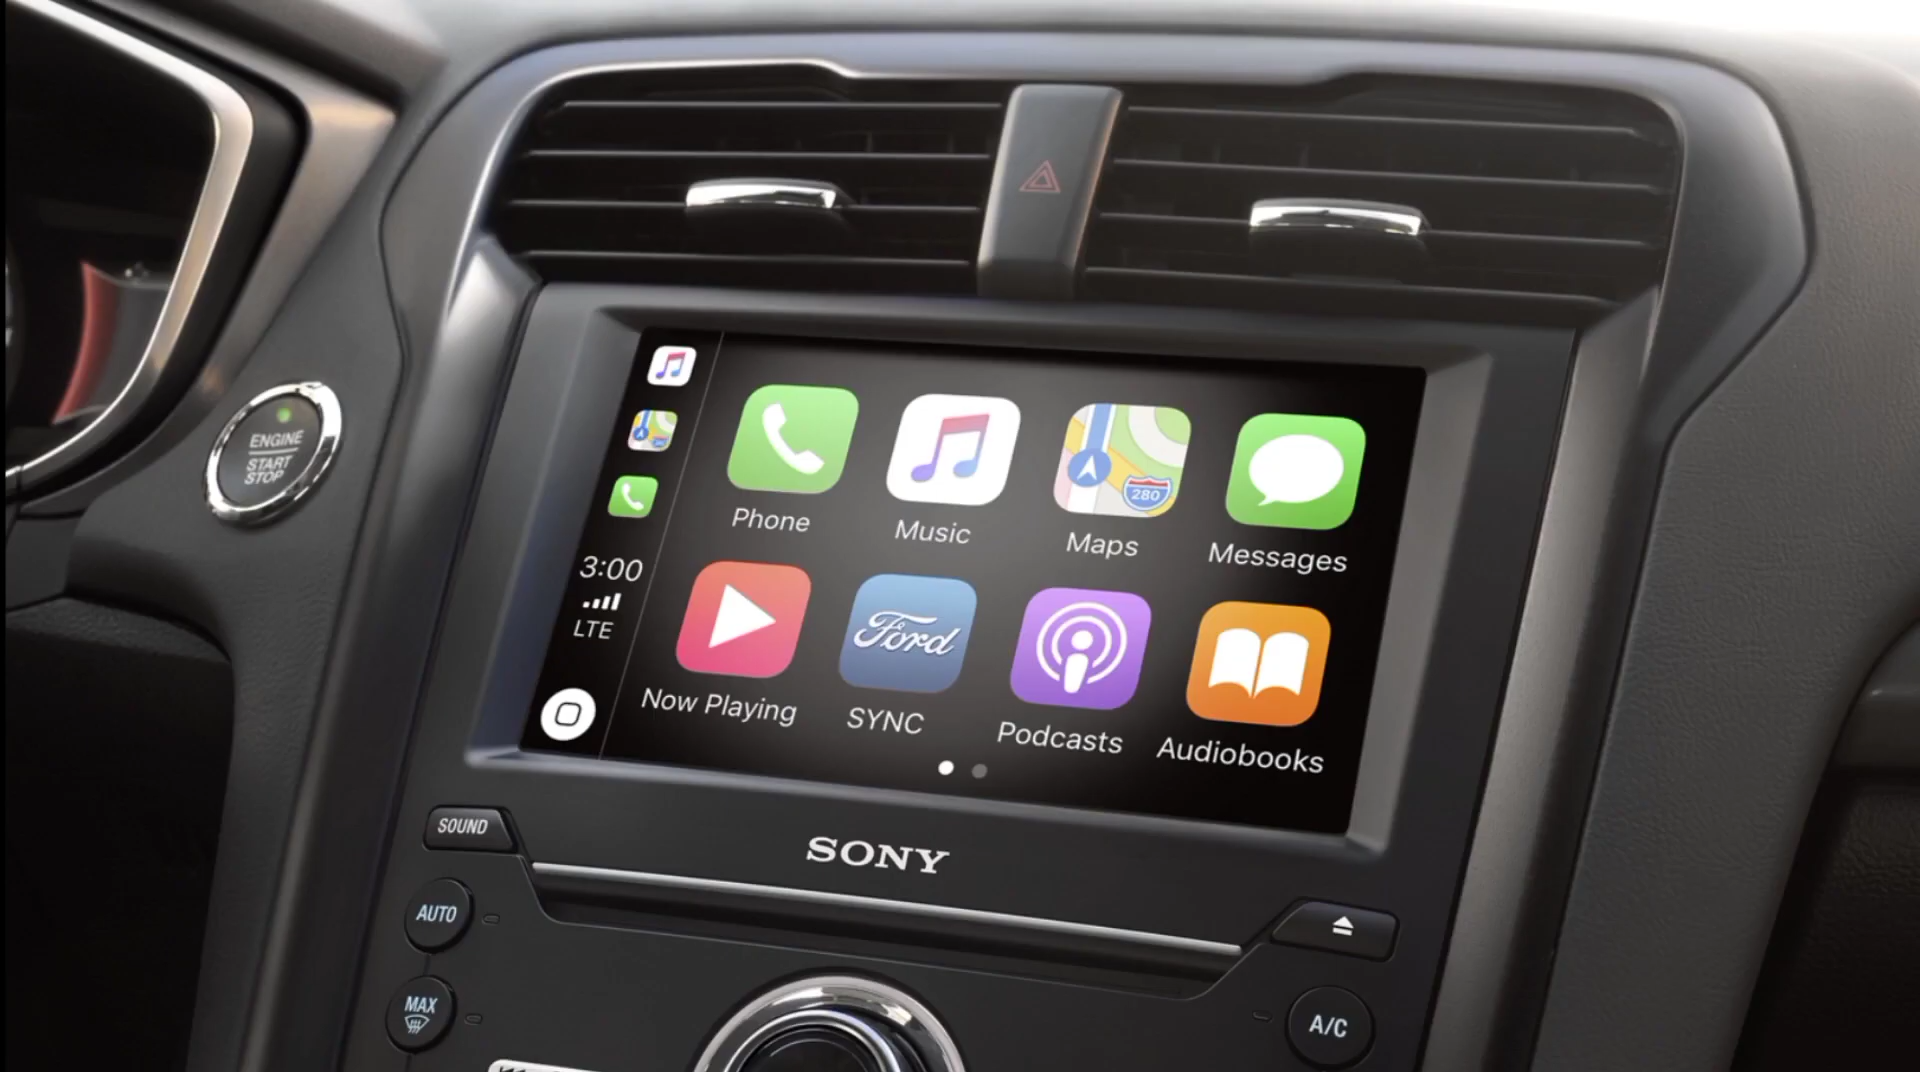 ENGINE
START
STOP
280
Phone
Music
Maps
Messages
3:00
LTE
Ford
Now Playing
SYNC
Podcasts
Audiobooks
SOUND
SONY
AUTO
MAX
A/C